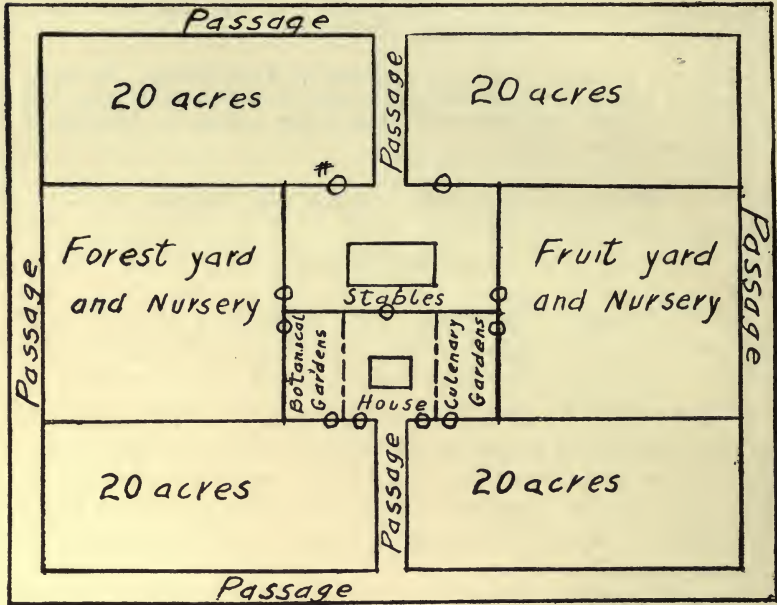 Passage
20 acres
Passage
20 acres
#
Passage
Forest yard
and Nursery
Stables
Fruit yard
and Nursery
Passage
Botanical
Gardens
House
Culenary
Gardens
20 acres
Passage
20 acres
Passage